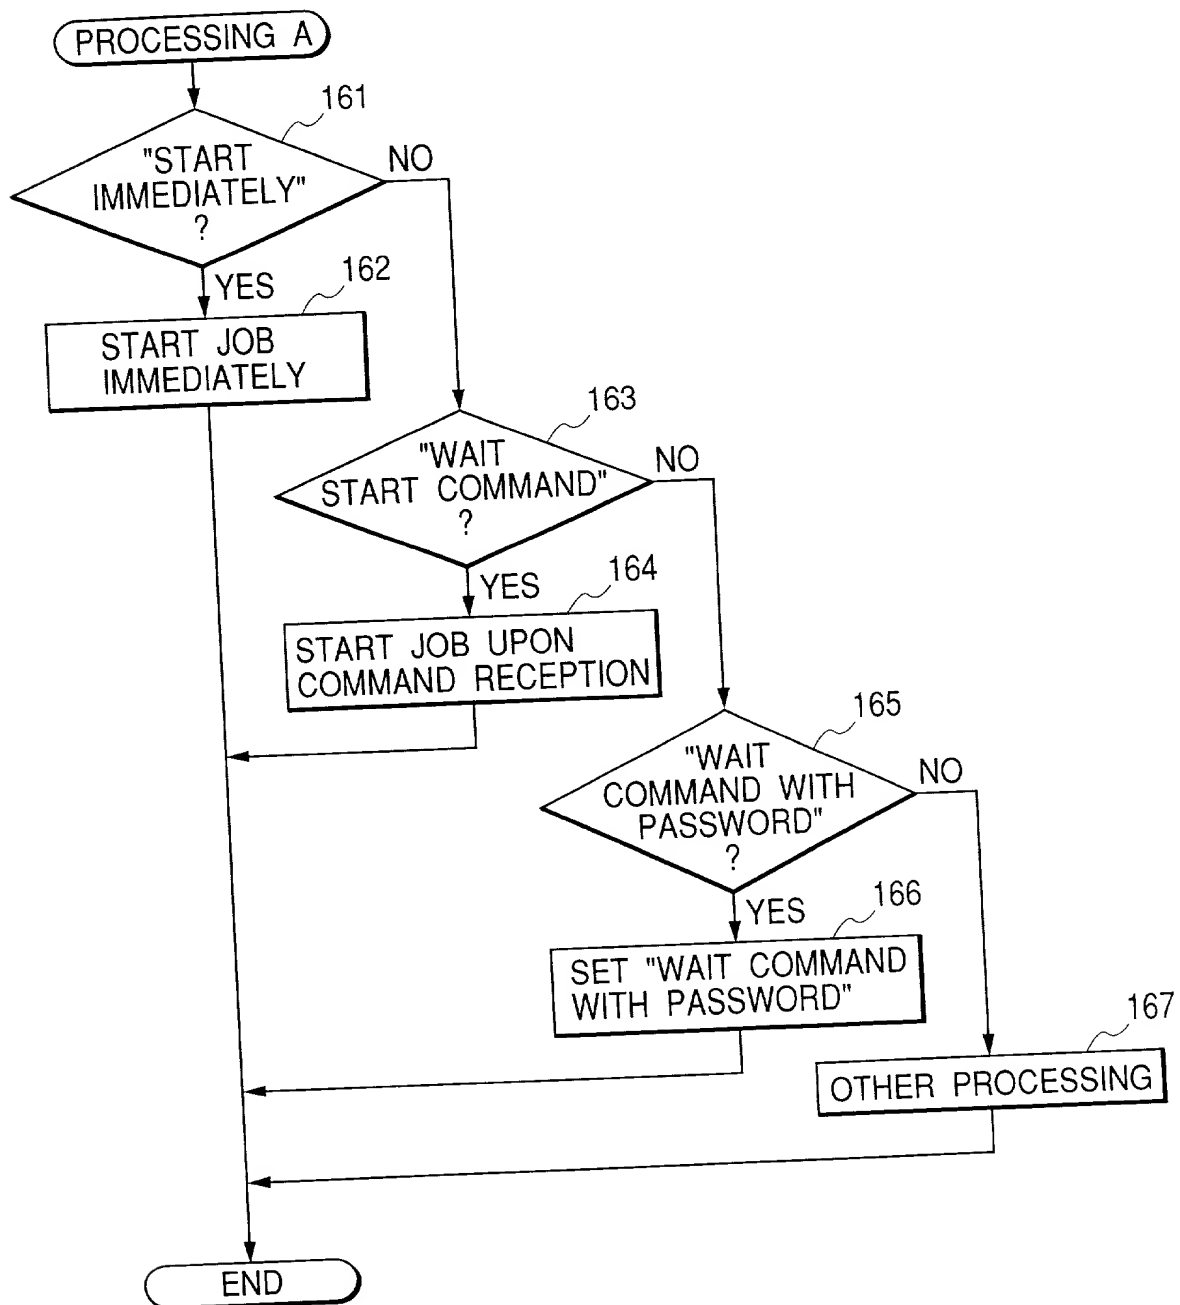 PROCESSING A
161
"START
IMMEDIATELY"
?
NO
YES
162
START JOB
IMMEDIATELY
163
"WAIT
START COMMAND"
?
NO
YES
164
START JOB UPON
COMMAND RECEPTION
165
"WAIT
COMMAND WITH
PASSWORD"
?
NO
YES
166
SET "WAIT COMMAND
WITH PASSWORD"
167
OTHER PROCESSING
END